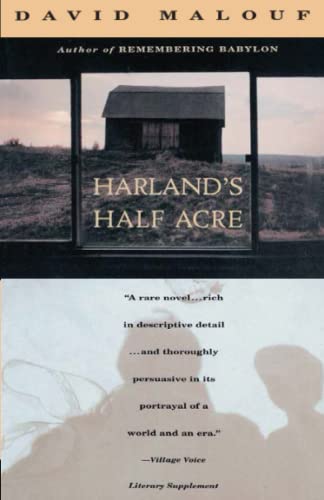 DAVID MALOUF
Author of REMEMBERING BABYLON
HARLAND'S
HALF ACRE
"A rare novel...rich
in descriptive detail
...and thoroughly
persuasive in its
portrayal of a
world and an era."
—Village Voice
Literary Supplement